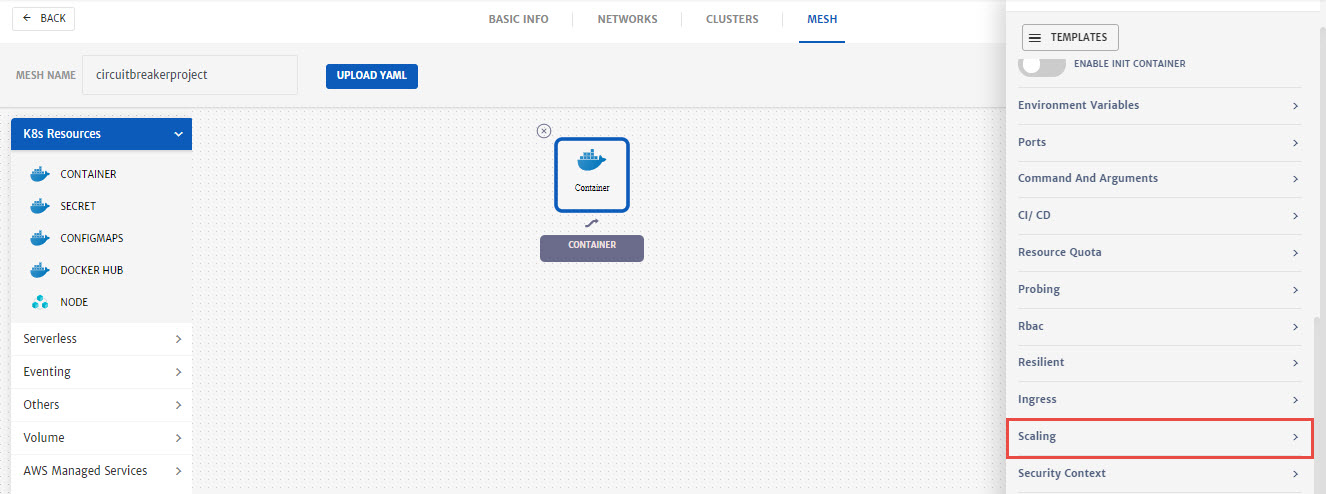 BACK
BASIC INFO
NETWORKS
CLUSTERS
MESH
MESH NAME
circuitbreakerproject
UPLOAD YAML
K8s Resources
CONTAINER
SECRET
CONFIGMAPS
DOCKER HUB
NODE
Serverless
Eventing
Others
Volume
AWS Managed Services
Container
CONTAINER
TEMPLATES
ENABLE INIT CONTAINER
Environment Variables
Ports
Command And Arguments
CI/ CD
Resource Quota
Probing
Rbac
Resilient
Ingress
Scaling
Security Context